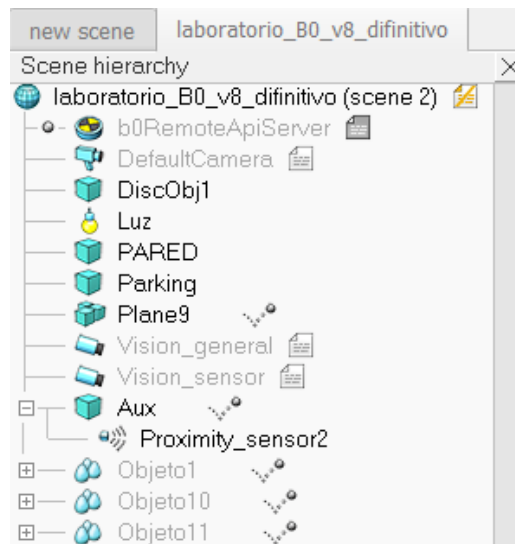 new scene laboratorio_B0_v8_difinitivo
Scene hierarchy
laboratorio_B0_v8_difinitivo (scene 2)
b0RemoteApiServer
DefaultCamera
DiscObj1
Luz
PARED
Parking
Plane9
Vision_general
Vision_sensor
Aux
Proximity_sensor2
Objeto1
Objeto10
Objeto11